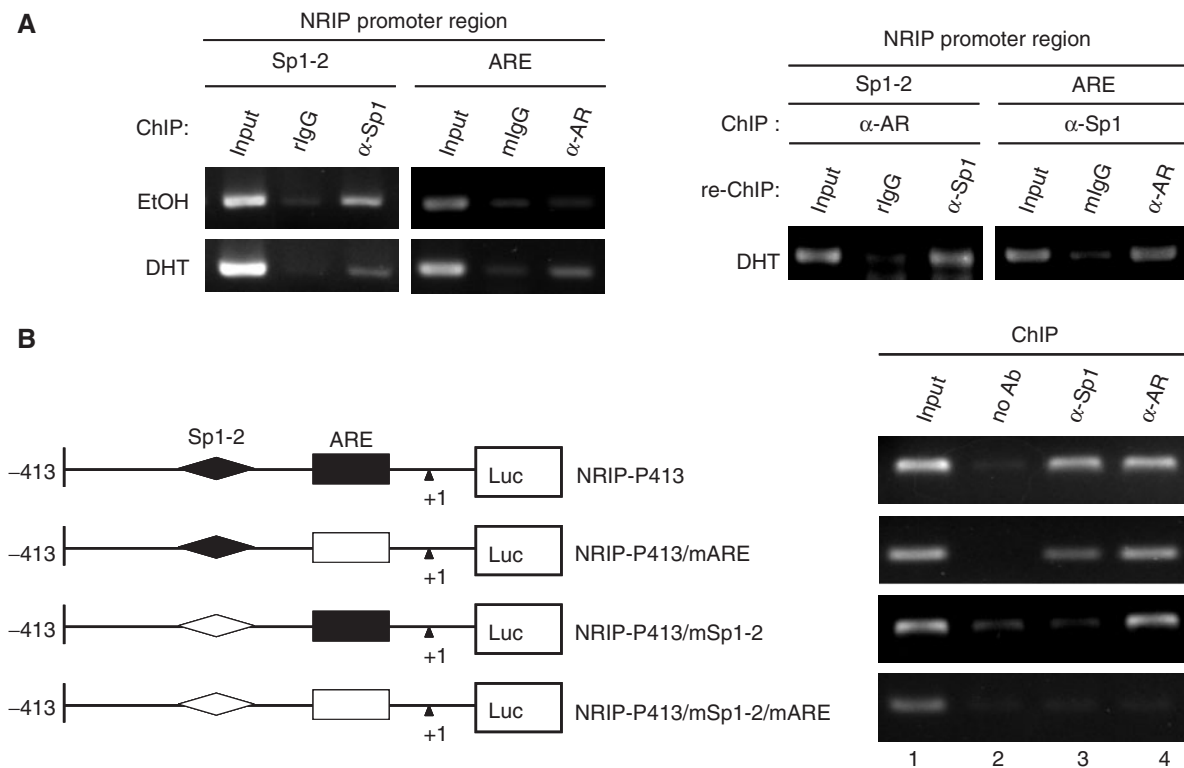 A
NRIP promoter region
Sp1-2 ARE
ChIP: Input rIgG α-Sp1 Input mIgG α-AR
EtOH
DHT
NRIP promoter region
Sp1-2 ARE
ChIP : α-AR α-Sp1
re-ChIP: Input rIgG α-Sp1 Input mIgG α-AR
DHT
B
Sp1-2 ARE
–413 +1 Luc NRIP-P413
–413 +1 Luc NRIP-P413/mARE
–413 +1 Luc NRIP-P413/mSp1-2
–413 +1 Luc NRIP-P413/mSp1-2/mARE
ChIP
Input no Ab α-Sp1 α-AR
1 2 3 4